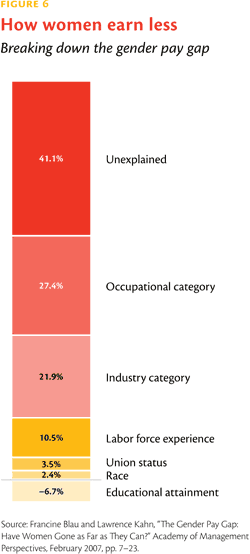 FIGURE 6
How women earn less
Breaking down the gender pay gap
41.1% Unexplained
27.4% Occupational category
21.9% Industry category
10.5% Labor force experience
3.5% Union status
2.4% Race
–6.7% Educational attainment
Source: Francine Blau and Lawrence Kahn, "The Gender Pay Gap:
Have Women Gone as Far as They Can?" Academy of Management
Perspectives, February 2007, pp. 7–23.